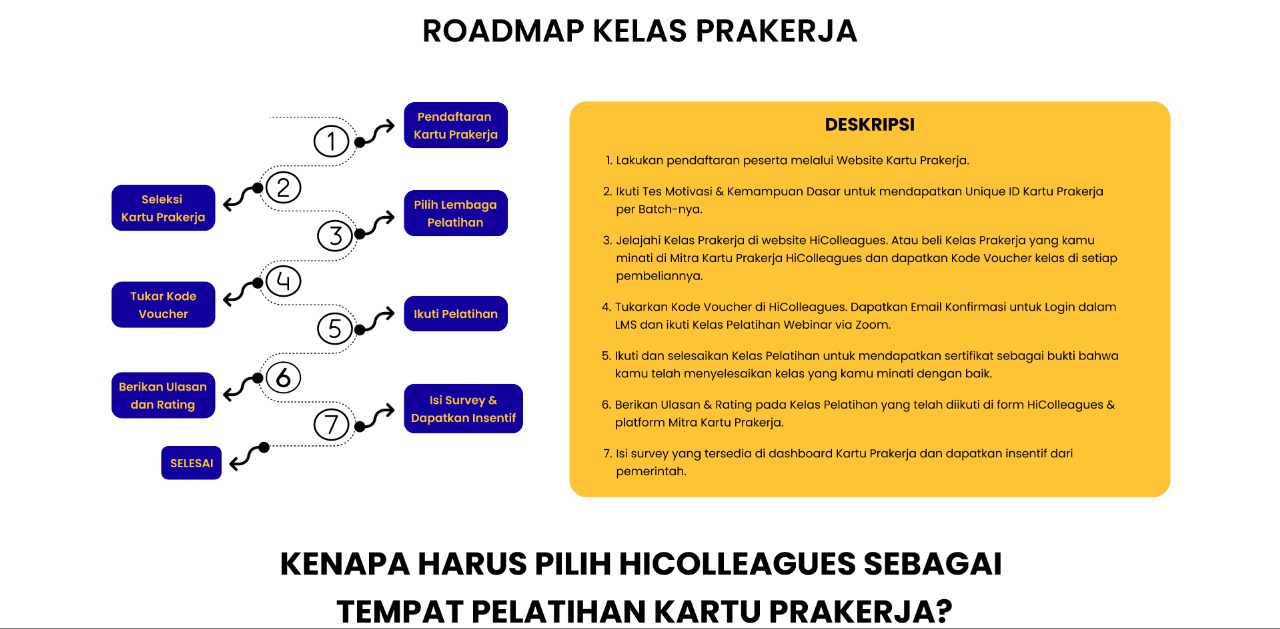 ROADMAP KELAS PRAKERJA
1
Pendaftaran
Kartu Prakerja
2
Seleksi
Kartu Prakerja
3
Pilih Lembaga
Pelatihan
4
Tukar Kode
Voucher
5
Ikuti Pelatihan
6
Berikan Ulasan
dan Rating
7
Isi Survey &
Dapatkan Insentif
SELESAI
DESKRIPSI
1. Lakukan pendaftaran peserta melalui Website Kartu Prakerja.
2. Ikuti Tes Motivasi & Kemampuan Dasar untuk mendapatkan Unique ID Kartu Prakerja
per Batch-nya.
3. Jelajahi Kelas Prakerja di website HiColleagues. Atau beli Kelas Prakerja yang kamu
minati di Mitra Kartu Prakerja HiColleagues dan dapatkan Kode Voucher kelas di setiap
pembeliannya.
4. Tukarkan Kode Voucher di HiColleagues. Dapatkan Email Konfirmasi untuk Login dalam
LMS dan ikuti Kelas Pelatihan Webinar via Zoom.
5. Ikuti dan selesaikan Kelas Pelatihan untuk mendapatkan sertifikat sebagai bukti bahwa
kamu telah menyelesaikan kelas yang kamu minati dengan baik.
6. Berikan Ulasan & Rating pada Kelas Pelatihan yang telah diikuti di form HiColleagues &
platform Mitra Kartu Prakerja.
7. Isi survey yang tersedia di dashboard Kartu Prakerja dan dapatkan insentif dari
pemerintah.
KENAPA HARUS PILIH HICOLLEAGUES SEBAGAI
TEMPAT PELATIHAN KARTU PRAKERJA?